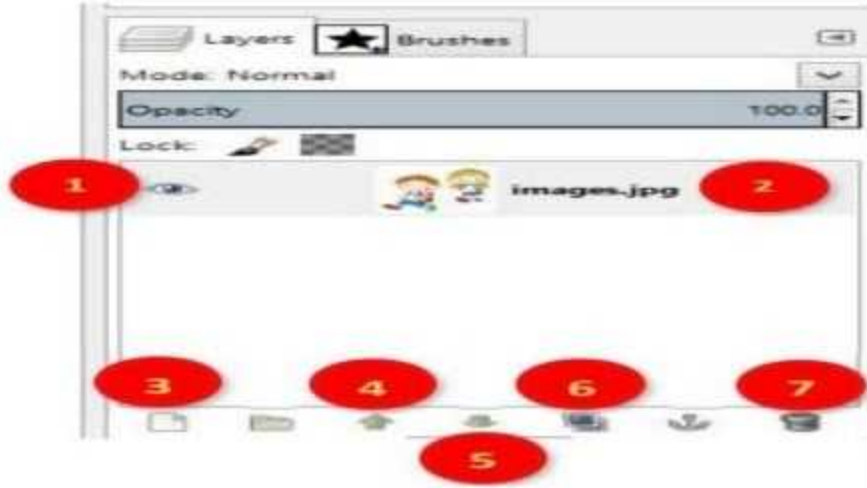 Layers Brushes
Mode: Normal
Opacity 100.0
Lock:
1 images.jpg 2
3 4 6 7
5